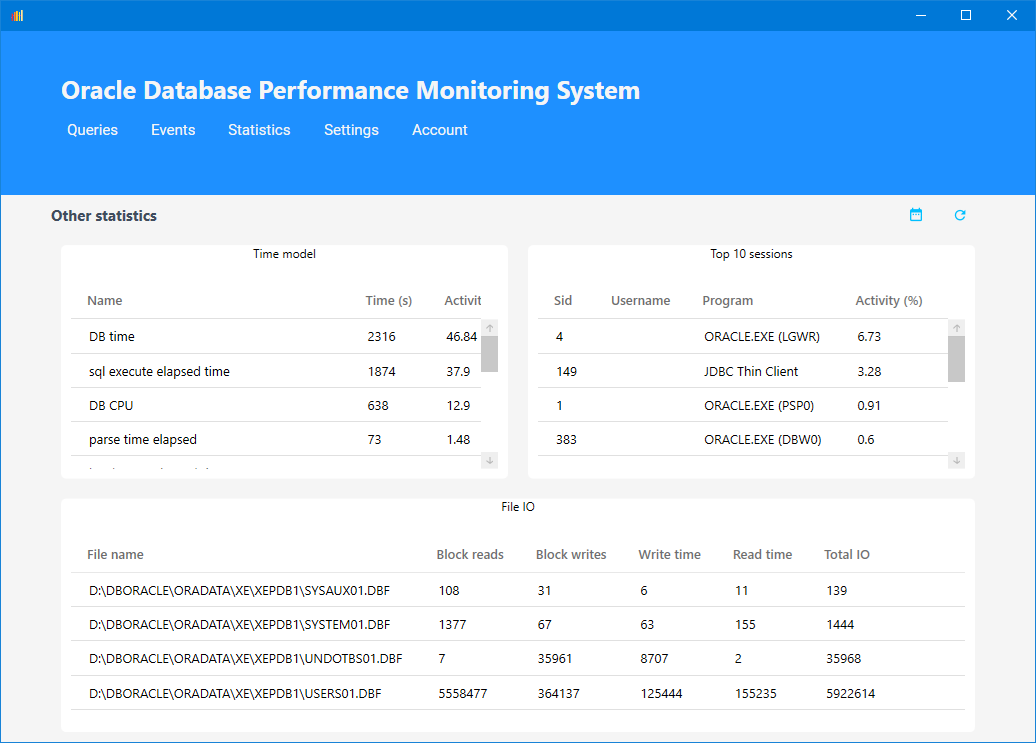 Oracle Database Performance Monitoring System
Queries Events Statistics Settings Account
Other statistics
Time model
Name Time (s) Activit
DB time 2316 46.84
sql execute elapsed time 1874 37.9
DB CPU 638 12.9
parse time elapsed 73 1.48
Top 10 sessions
Sid Username Program Activity (%)
4 ORACLE.EXE (LGWR) 6.73
149 JDBC Thin Client 3.28
1 ORACLE.EXE (PSP0) 0.91
383 ORACLE.EXE (DBW0) 0.6
File IO
File name Block reads Block writes Write time Read time Total IO
D:\DBORACLE\ORADATA\XE\XEPDB1\SYSAUX01.DBF 108 31 6 11 139
D:\DBORACLE\ORADATA\XE\XEPDB1\SYSTEM01.DBF 1377 67 63 155 1444
D:\DBORACLE\ORADATA\XE\XEPDB1\UNDOTBS01.DBF 7 35961 8707 2 35968
D:\DBORACLE\ORADATA\XE\XEPDB1\USERS01.DBF 5558477 364137 125444 155235 5922614